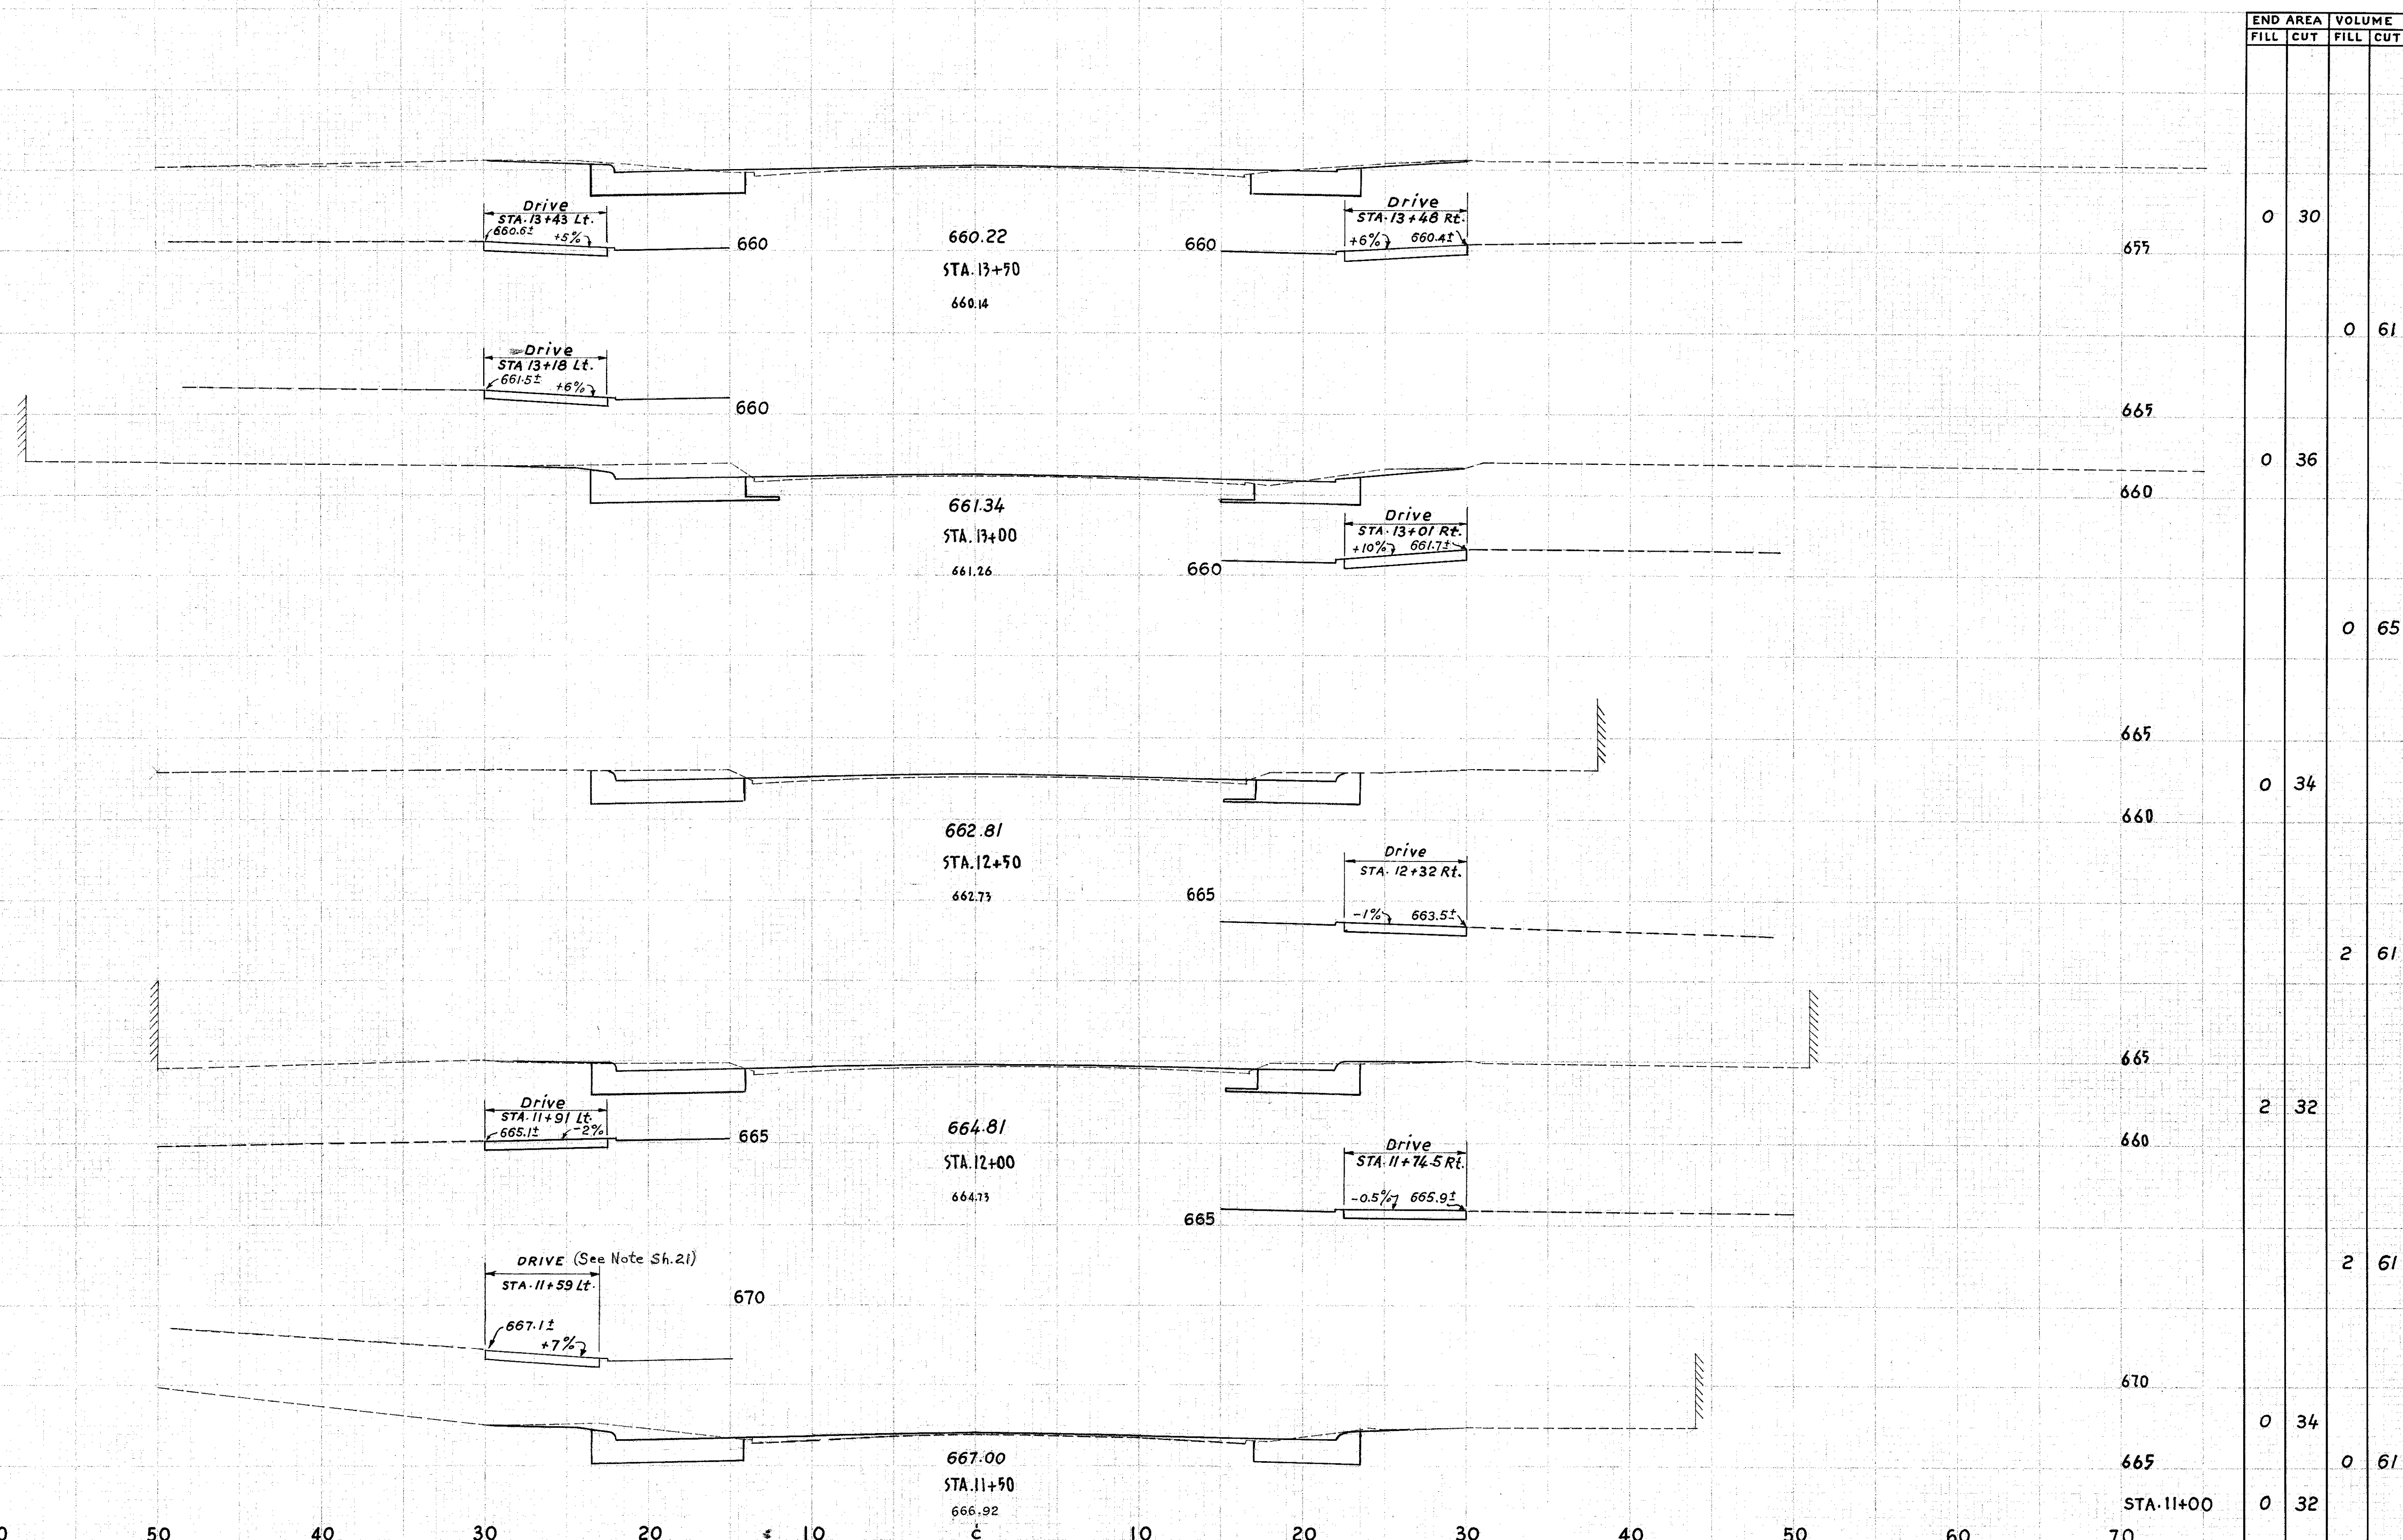 END AREA VOLUME
FILL CUT FILL CUT
Drive
STA. 13+43 Lt.
660.6±
+5%
660
660.22
STA. 13+50
660.14
660
Drive
STA. 13+48 Rt.
+6%
660.4±
655
0 30
0 61
Drive
STA 13+18 Lt.
661.5±
+6%
660
665
0 36
660
661.34
STA. 13+00
661.26
660
Drive
STA. 13+01 Rt.
+10%
661.7±
0 65
665
0 34
660
662.81
STA. 12+50
662.73
665
Drive
STA. 12+32 Rt.
-1%
663.5±
2 61
665
2 32
660
Drive
STA. 11+91 Lt.
665.1±
-2%
665
664.81
STA. 12+00
664.73
665
Drive
STA. 11+74.5 Rt.
-0.5%
665.9±
2 61
DRIVE (See Note Sh. 21)
STA. 11+59 Lt.
667.1±
+7%
670
670
0 34
665
0 61
667.00
STA. 11+50
666.92
STA. 11+00 0 32
50 40 30 20 10 10 20 30 40 50 60 70